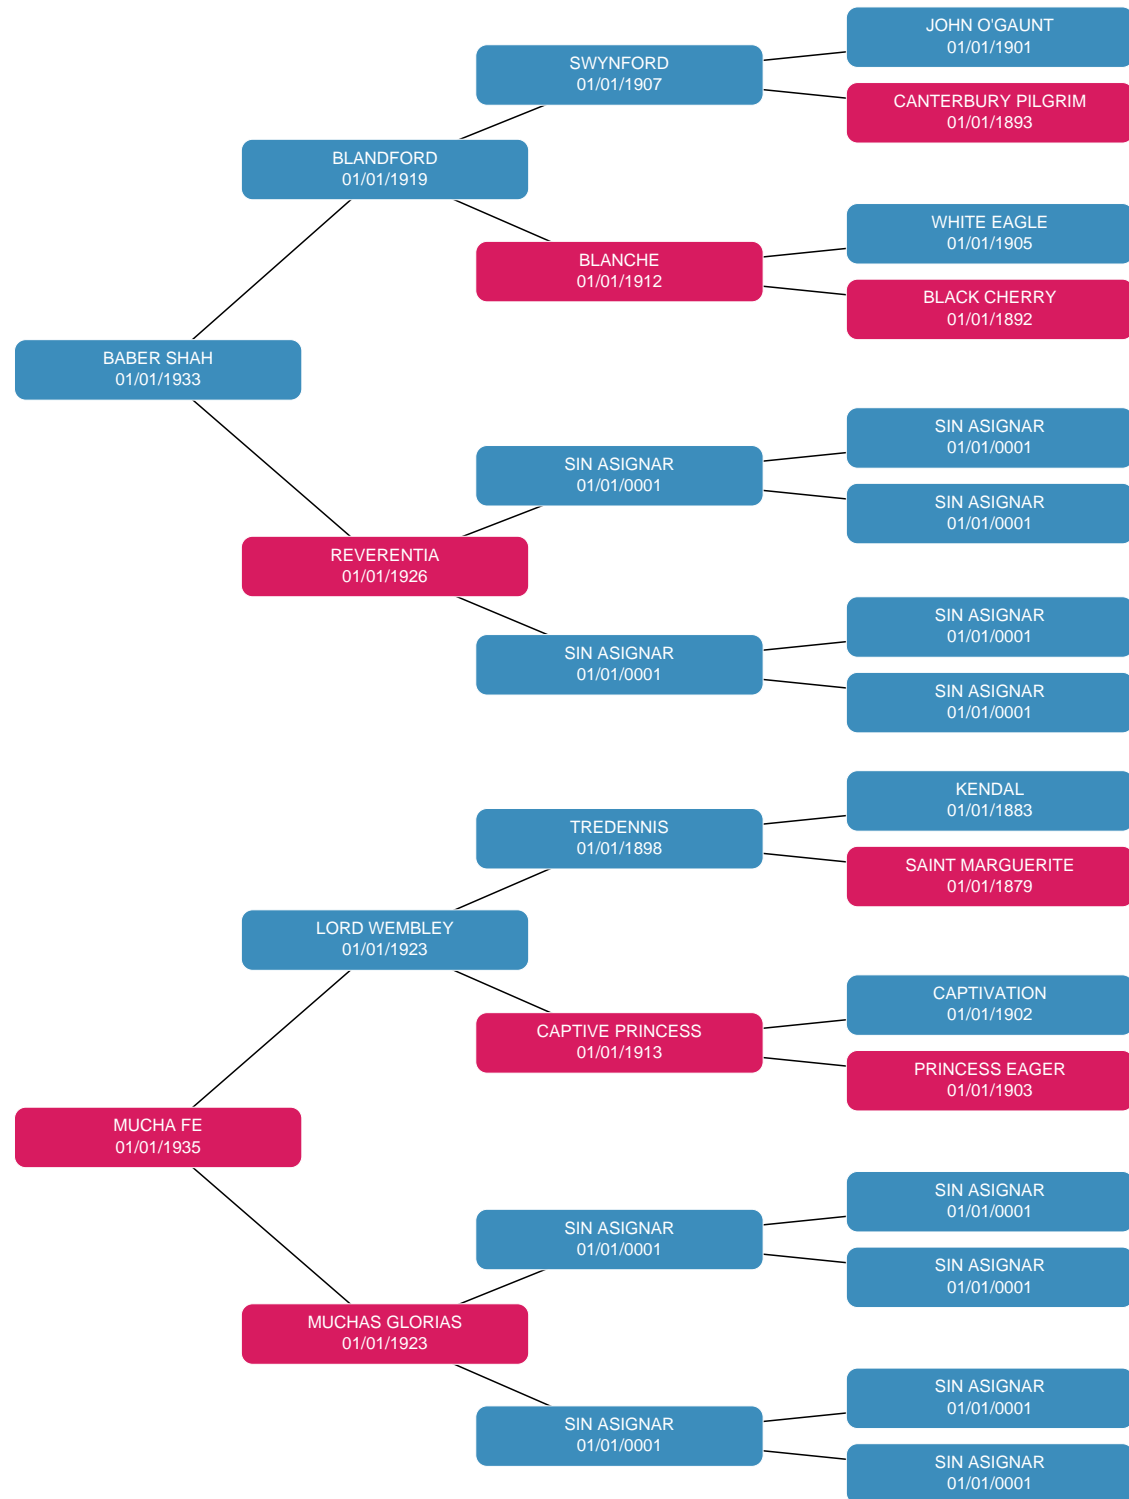 JOHN O'GAUNT
01/01/1901
SWYNFORD
01/01/1907
CANTERBURY PILGRIM
01/01/1893
BLANDFORD
01/01/1919
WHITE EAGLE
01/01/1905
BLANCHE
01/01/1912
BLACK CHERRY
01/01/1892
BABER SHAH
01/01/1933
SIN ASIGNAR
01/01/0001
SIN ASIGNAR
01/01/0001
SIN ASIGNAR
01/01/0001
REVERENTIA
01/01/1926
SIN ASIGNAR
01/01/0001
SIN ASIGNAR
01/01/0001
SIN ASIGNAR
01/01/0001
KENDAL
01/01/1883
TREDENNIS
01/01/1898
SAINT MARGUERITE
01/01/1879
LORD WEMBLEY
01/01/1923
CAPTIVATION
01/01/1902
CAPTIVE PRINCESS
01/01/1913
PRINCESS EAGER
01/01/1903
MUCHA FE
01/01/1935
SIN ASIGNAR
01/01/0001
SIN ASIGNAR
01/01/0001
SIN ASIGNAR
01/01/0001
MUCHAS GLORIAS
01/01/1923
SIN ASIGNAR
01/01/0001
SIN ASIGNAR
01/01/0001
SIN ASIGNAR
01/01/0001